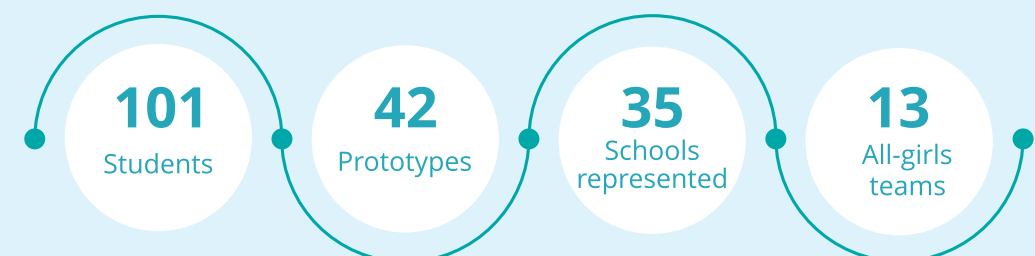 101
Students
42
Prototypes
35
Schools
represented
13
All-girls
teams